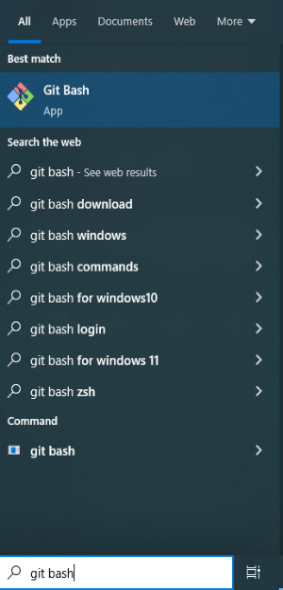 All Apps Documents Web More
Best match
Git Bash
App
Search the web
git bash - See web results
git bash download
git bash windows
git bash commands
git bash for windows10
git bash login
git bash for windows 11
git bash zsh
Command
git bash
git bash